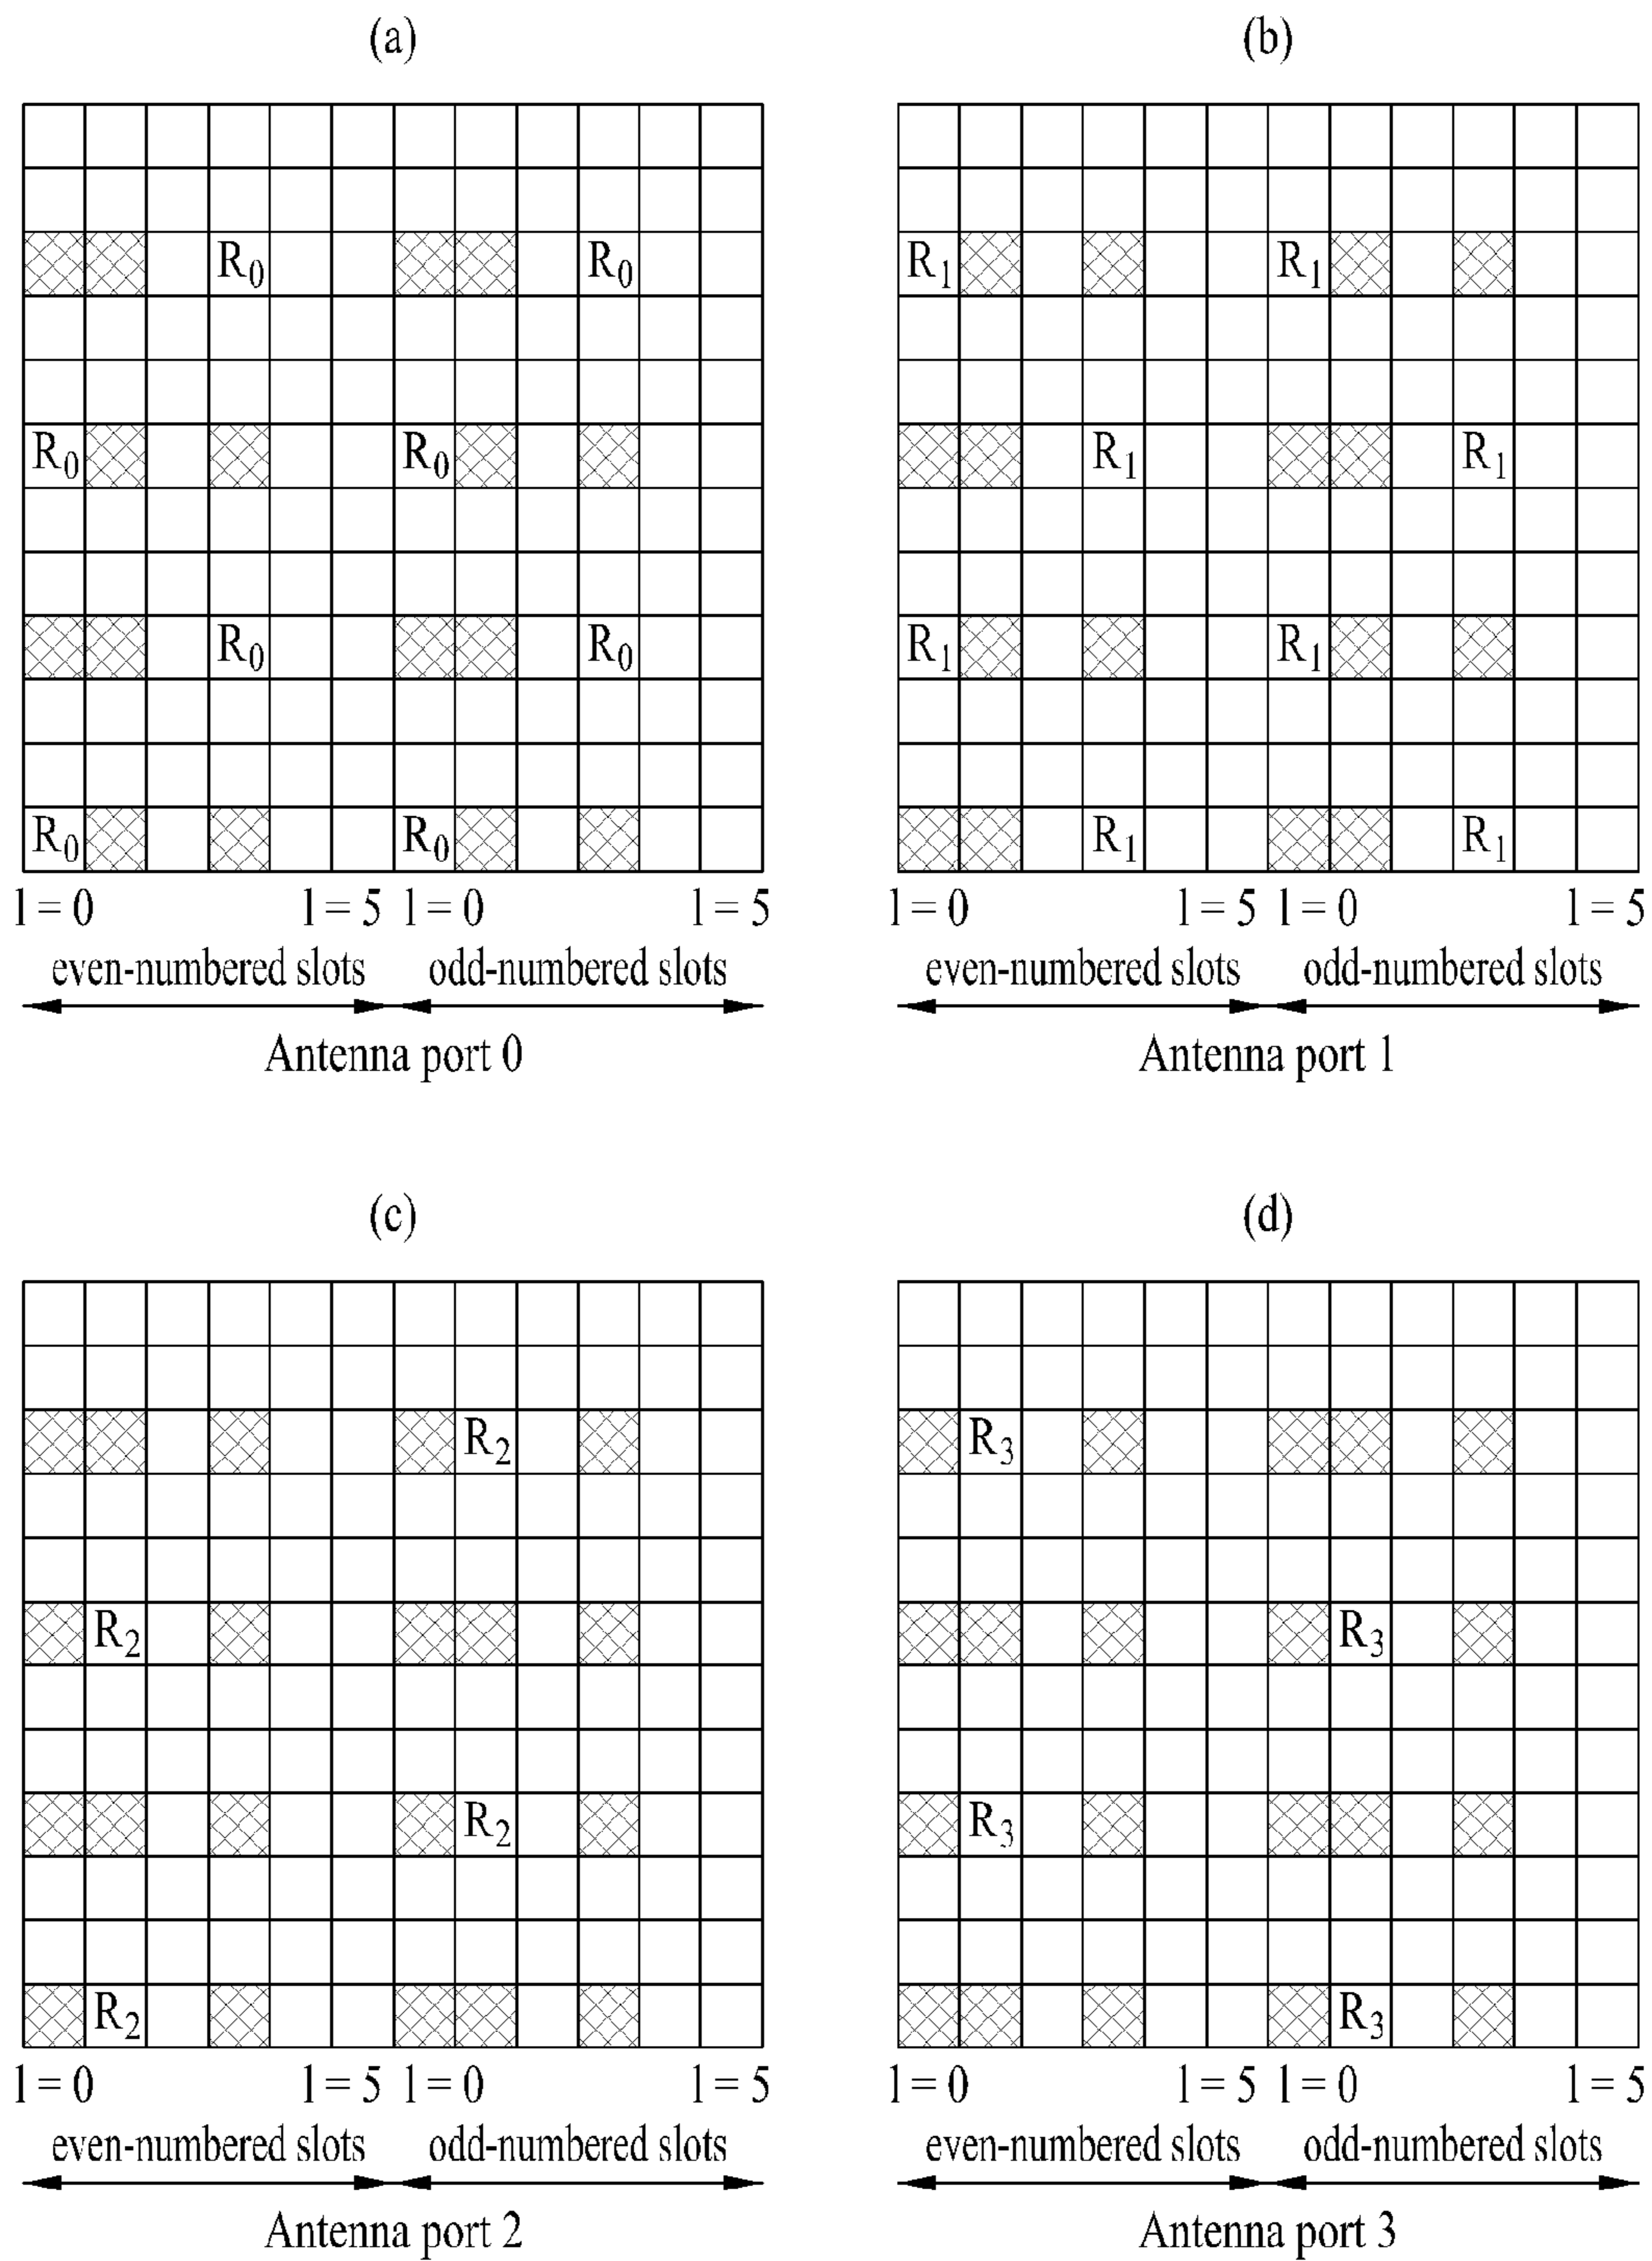 (a)
R0 R0
R0 R0
R0 R0
R0 R0
l = 0 l = 5 l = 0 l = 5
even-numbered slots odd-numbered slots
Antenna port 0
(b)
R1 R1
R1 R1
R1 R1
R1 R1
l = 0 l = 5 l = 0 l = 5
even-numbered slots odd-numbered slots
Antenna port 1
(c)
R2
R2
R2
R2
l = 0 l = 5 l = 0 l = 5
even-numbered slots odd-numbered slots
Antenna port 2
(d)
R3
R3
R3
R3
l = 0 l = 5 l = 0 l = 5
even-numbered slots odd-numbered slots
Antenna port 3